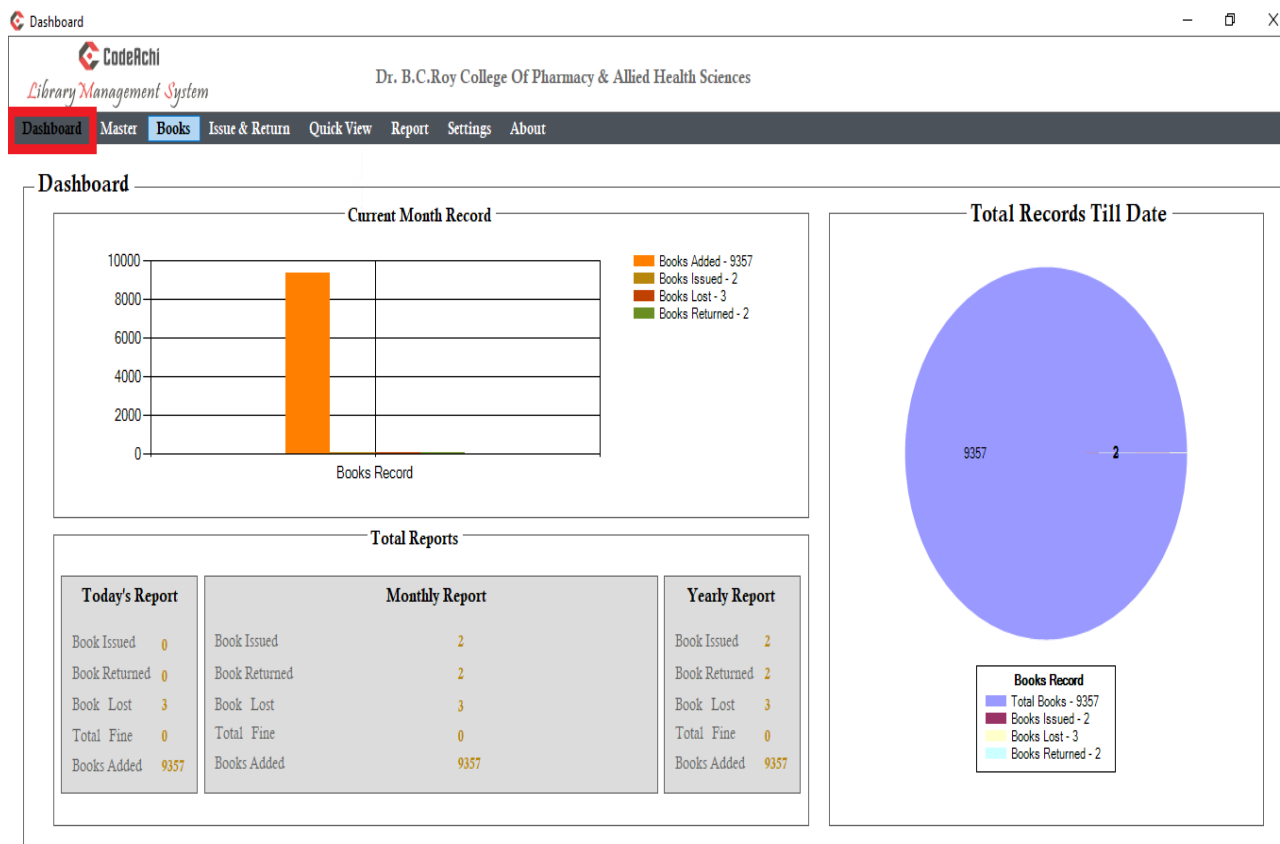 Dashboard
CodeAchi
Library Management System
Dr. B.C.Roy College Of Pharmacy & Allied Health Sciences
Dashboard Master Books Issue & Return Quick View Report Settings About
Dashboard
Current Month Record
10000
8000
6000
4000
2000
0
Books Record
Books Added - 9357
Books Issued - 2
Books Lost - 3
Books Returned - 2
Total Reports
Today's Report
Book Issued 0
Book Returned 0
Book Lost 3
Total Fine 0
Books Added 9357
Monthly Report
Book Issued 2
Book Returned 2
Book Lost 3
Total Fine 0
Books Added 9357
Yearly Report
Book Issued 2
Book Returned 2
Book Lost 3
Total Fine 0
Books Added 9357
Total Records Till Date
9357 2
Books Record
Total Books - 9357
Books Issued - 2
Books Lost - 3
Books Returned - 2